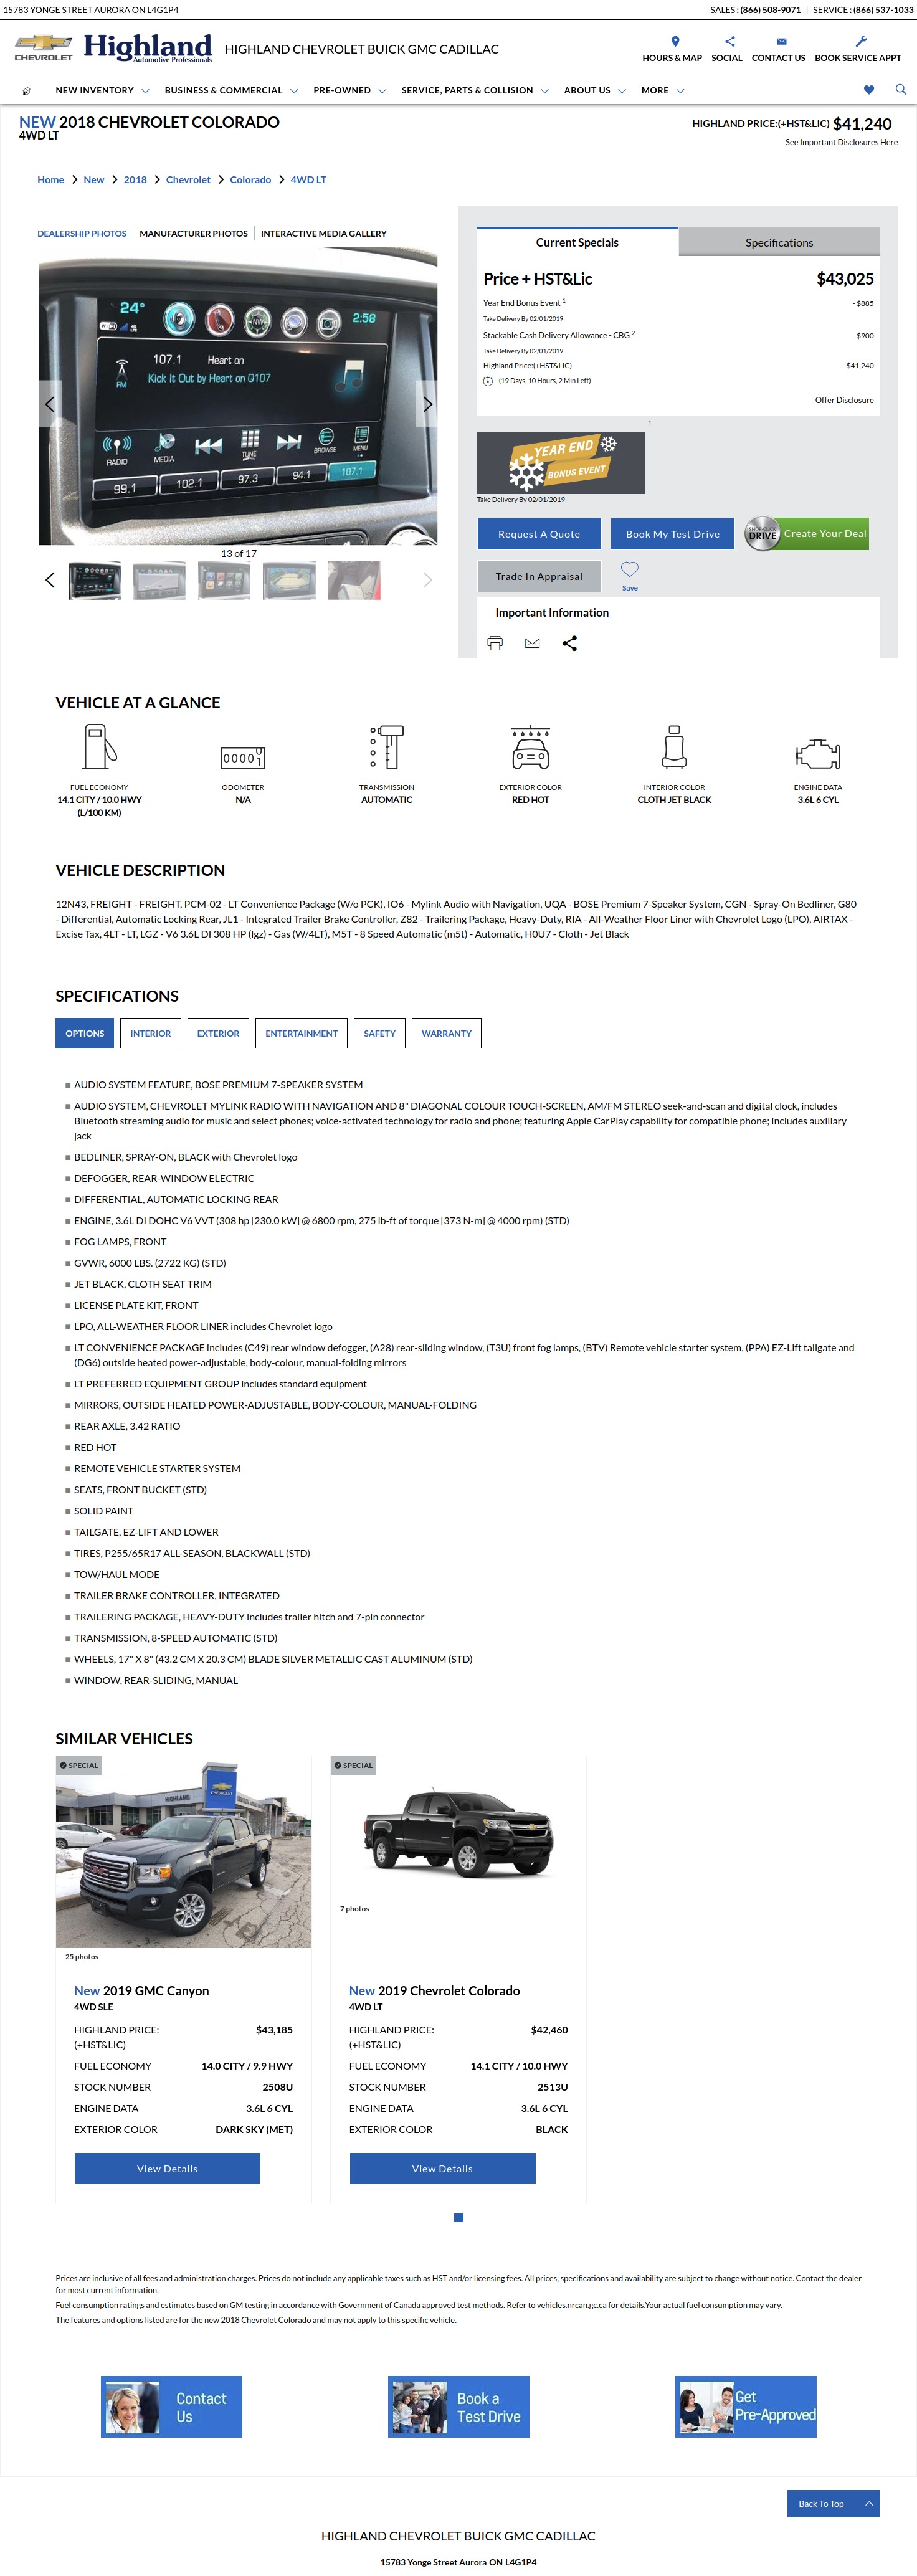 15783 YONGE STREET AURORA ON L4G1P4
SALES : (866) 508-9071 | SERVICE : (866) 537-1033
CHEVROLET
Highland
Automotive Professionals
HIGHLAND CHEVROLET BUICK GMC CADILLAC
HOURS & MAP SOCIAL CONTACT US BOOK SERVICE APPT
NEW INVENTORY BUSINESS & COMMERCIAL PRE-OWNED SERVICE, PARTS & COLLISION ABOUT US MORE
NEW 2018 CHEVROLET COLORADO
4WD LT
HIGHLAND PRICE:(+HST&LIC) $41,240
See Important Disclosures Here
Home New 2018 Chevrolet Colorado 4WD LT
DEALERSHIP PHOTOS MANUFACTURER PHOTOS INTERACTIVE MEDIA GALLERY
24° 2:58
107.1 Heart on
Kick It Out by Heart on Q107
FM
RADIO MEDIA TUNE BROWSE MENU
99.1 102.1 97.3 94.1 107.1
13 of 17
Current Specials Specifications
Price + HST&Lic $43,025
Year End Bonus Event 1 - $885
Take Delivery By 02/01/2019
Stackable Cash Delivery Allowance - CBG 2 - $900
Take Delivery By 02/01/2019
Highland Price:(+HST&LIC) $41,240
(19 Days, 10 Hours, 2 Min Left)
Offer Disclosure
1
YEAR END
BONUS EVENT
Take Delivery By 02/01/2019
Request A Quote Book My Test Drive DRIVE Create Your Deal
Trade In Appraisal Save
Important Information
VEHICLE AT A GLANCE
FUEL ECONOMY
14.1 CITY / 10.0 HWY
(L/100 KM)
00001
ODOMETER
N/A
TRANSMISSION
AUTOMATIC
EXTERIOR COLOR
RED HOT
INTERIOR COLOR
CLOTH JET BLACK
ENGINE DATA
3.6L 6 CYL
VEHICLE DESCRIPTION
12N43, FREIGHT - FREIGHT, PCM-02 - LT Convenience Package (W/o PCK), IO6 - Mylink Audio with Navigation, UQA - BOSE Premium 7-Speaker System, CGN - Spray-On Bedliner, G80
- Differential, Automatic Locking Rear, JL1 - Integrated Trailer Brake Controller, Z82 - Trailering Package, Heavy-Duty, RIA - All-Weather Floor Liner with Chevrolet Logo (LPO), AIRTAX -
Excise Tax, 4LT - LT, LGZ - V6 3.6L DI 308 HP (lgz) - Gas (W/4LT), M5T - 8 Speed Automatic (m5t) - Automatic, H0U7 - Cloth - Jet Black
SPECIFICATIONS
OPTIONS INTERIOR EXTERIOR ENTERTAINMENT SAFETY WARRANTY
AUDIO SYSTEM FEATURE, BOSE PREMIUM 7-SPEAKER SYSTEM
AUDIO SYSTEM, CHEVROLET MYLINK RADIO WITH NAVIGATION AND 8" DIAGONAL COLOUR TOUCH-SCREEN, AM/FM STEREO seek-and-scan and digital clock, includes
Bluetooth streaming audio for music and select phones; voice-activated technology for radio and phone; featuring Apple CarPlay capability for compatible phone; includes auxiliary
jack
BEDLINER, SPRAY-ON, BLACK with Chevrolet logo
DEFOGGER, REAR-WINDOW ELECTRIC
DIFFERENTIAL, AUTOMATIC LOCKING REAR
ENGINE, 3.6L DI DOHC V6 VVT (308 hp [230.0 kW] @ 6800 rpm, 275 lb-ft of torque [373 N-m] @ 4000 rpm) (STD)
FOG LAMPS, FRONT
GVWR, 6000 LBS. (2722 KG) (STD)
JET BLACK, CLOTH SEAT TRIM
LICENSE PLATE KIT, FRONT
LPO, ALL-WEATHER FLOOR LINER includes Chevrolet logo
LT CONVENIENCE PACKAGE includes (C49) rear window defogger, (A28) rear-sliding window, (T3U) front fog lamps, (BTV) Remote vehicle starter system, (PPA) EZ-Lift tailgate and
(DG6) outside heated power-adjustable, body-colour, manual-folding mirrors
LT PREFERRED EQUIPMENT GROUP includes standard equipment
MIRRORS, OUTSIDE HEATED POWER-ADJUSTABLE, BODY-COLOUR, MANUAL-FOLDING
REAR AXLE, 3.42 RATIO
RED HOT
REMOTE VEHICLE STARTER SYSTEM
SEATS, FRONT BUCKET (STD)
SOLID PAINT
TAILGATE, EZ-LIFT AND LOWER
TIRES, P255/65R17 ALL-SEASON, BLACKWALL (STD)
TOW/HAUL MODE
TRAILER BRAKE CONTROLLER, INTEGRATED
TRAILERING PACKAGE, HEAVY-DUTY includes trailer hitch and 7-pin connector
TRANSMISSION, 8-SPEED AUTOMATIC (STD)
WHEELS, 17" X 8" (43.2 CM X 20.3 CM) BLADE SILVER METALLIC CAST ALUMINUM (STD)
WINDOW, REAR-SLIDING, MANUAL
SIMILAR VEHICLES
SPECIAL
HIGHLAND
CHEVROLET
GMC
25 photos
New 2019 GMC Canyon
4WD SLE
HIGHLAND PRICE: $43,185
(+HST&LIC)
FUEL ECONOMY 14.0 CITY / 9.9 HWY
STOCK NUMBER 2508U
ENGINE DATA 3.6L 6 CYL
EXTERIOR COLOR DARK SKY (MET)
View Details
SPECIAL
7 photos
New 2019 Chevrolet Colorado
4WD LT
HIGHLAND PRICE: $42,460
(+HST&LIC)
FUEL ECONOMY 14.1 CITY / 10.0 HWY
STOCK NUMBER 2513U
ENGINE DATA 3.6L 6 CYL
EXTERIOR COLOR BLACK
View Details
Prices are inclusive of all fees and administration charges. Prices do not include any applicable taxes such as HST and/or licensing fees. All prices, specifications and availability are subject to change without notice. Contact the dealer
for most current information.
Fuel consumption ratings and estimates based on GM testing in accordance with Government of Canada approved test methods. Refer to vehicles.nrcan.gc.ca for details.Your actual fuel consumption may vary.
The features and options listed are for the new 2018 Chevrolet Colorado and may not apply to this specific vehicle.
Contact
Us
Book a
Test Drive
Get
Pre-Approved
Back To Top
HIGHLAND CHEVROLET BUICK GMC CADILLAC
15783 Yonge Street Aurora ON L4G1P4